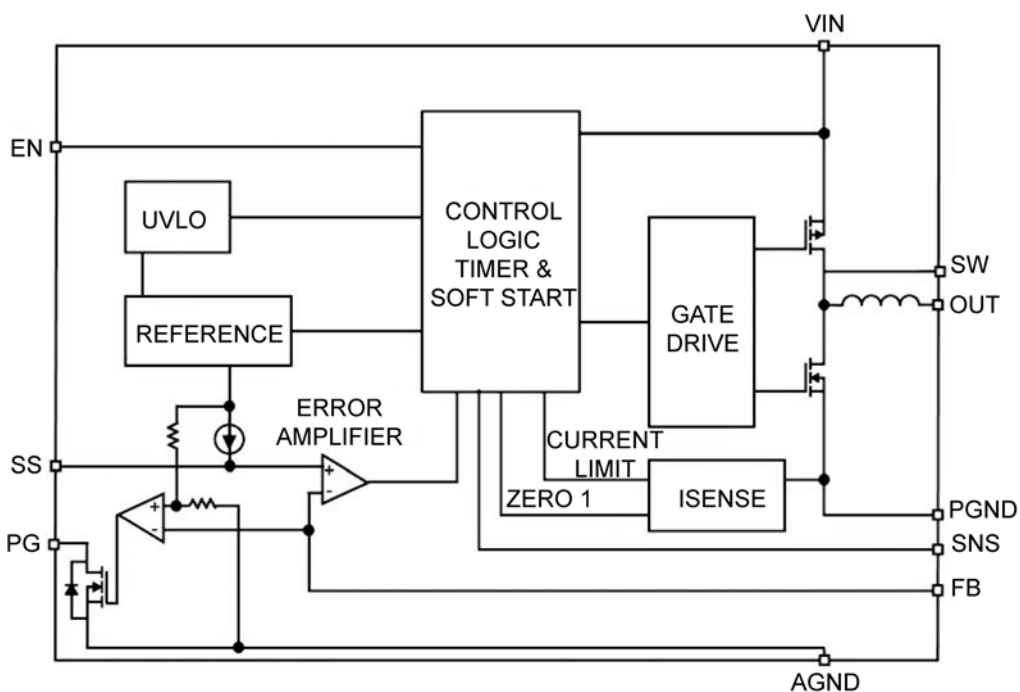 VIN
EN
UVLO
CONTROL
LOGIC
TIMER &
SOFT START
SW
OUT
REFERENCE
GATE
DRIVE
ERROR
AMPLIFIER
SS
+
-
CURRENT
LIMIT
ZERO 1
ISENSE
PGND
+
-
PG
SNS
FB
AGND